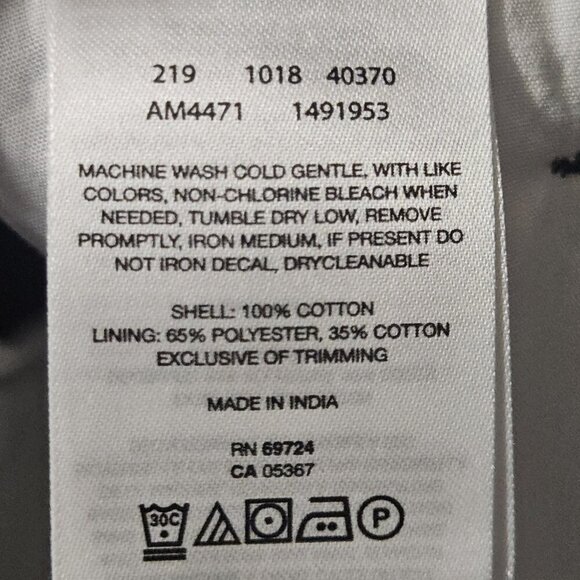 219 1018 40370
AM4471 1491953
MACHINE WASH COLD GENTLE, WITH LIKE
COLORS, NON-CHLORINE BLEACH WHEN
NEEDED, TUMBLE DRY LOW, REMOVE
PROMPTLY, IRON MEDIUM, IF PRESENT DO
NOT IRON DECAL, DRYCLEANABLE
SHELL: 100% COTTON
LINING: 65% POLYESTER, 35% COTTON
EXCLUSIVE OF TRIMMING
MADE IN INDIA
RN 69724
CA 05367
30C P